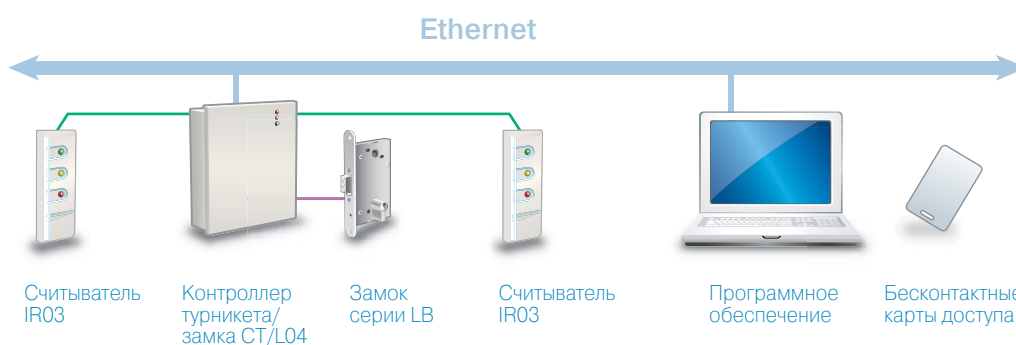 Ethernet
Считыватель
IR03
Контроллер
турникета/
замка CT/L04
Замок
серии LB
Считыватель
IR03
Программное
обеспечение
Бесконтактные
карты доступа